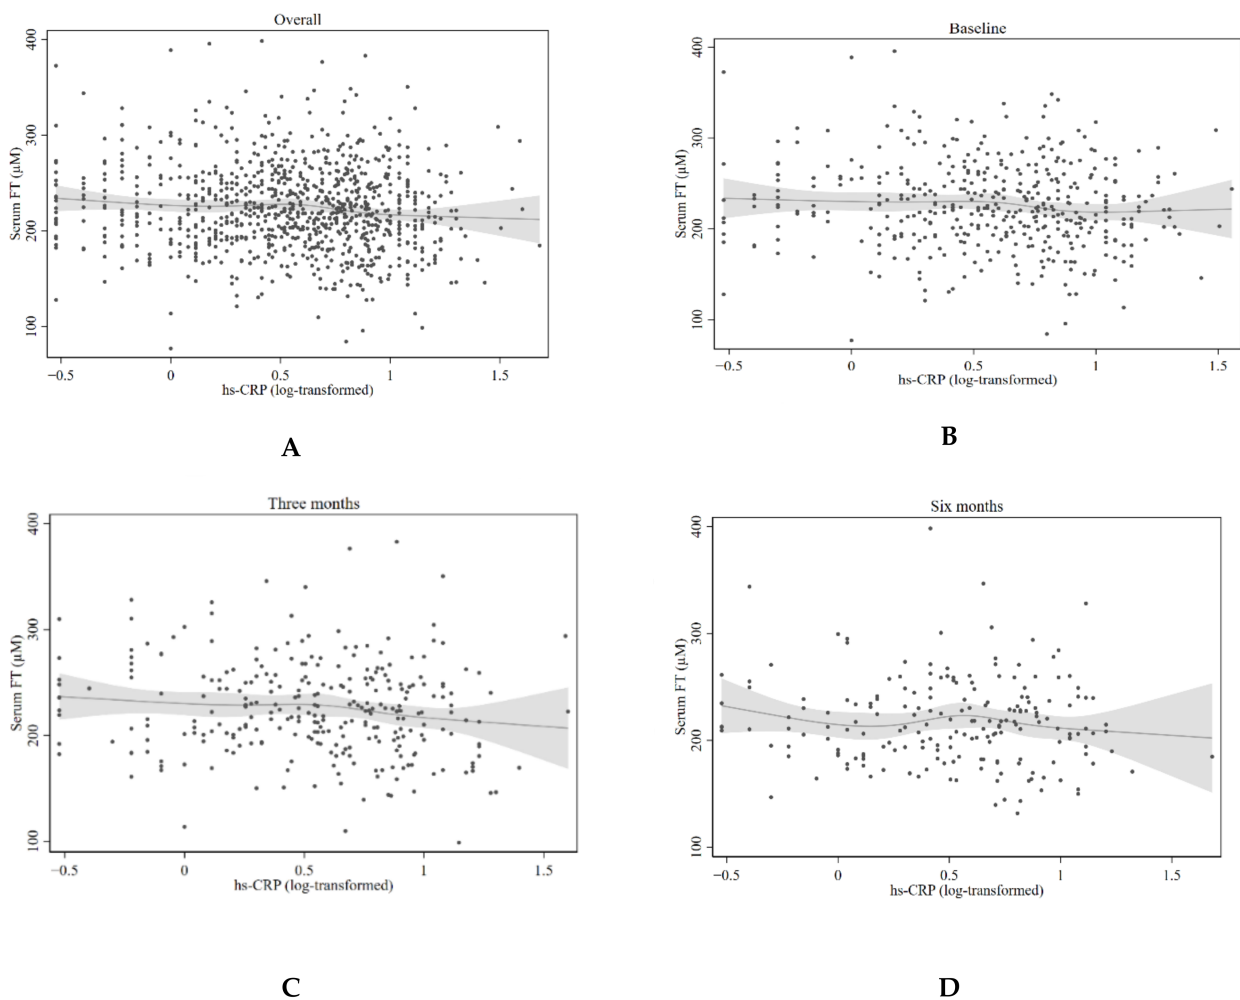 Overall
400
300
200
100
Serum FT (µM)
−0.5 0 0.5 1 1.5
hs-CRP (log-transformed)
A
Baseline
400
300
200
100
Serum FT (µM)
−0.5 0 0.5 1 1.5
hs-CRP (log-transformed)
B
Three months
400
300
200
100
Serum FT (µM)
−0.5 0 0.5 1 1.5
hs-CRP (log-transformed)
C
Six months
400
300
200
100
Serum FT (µM)
−0.5 0 0.5 1 1.5
hs-CRP (log-transformed)
D